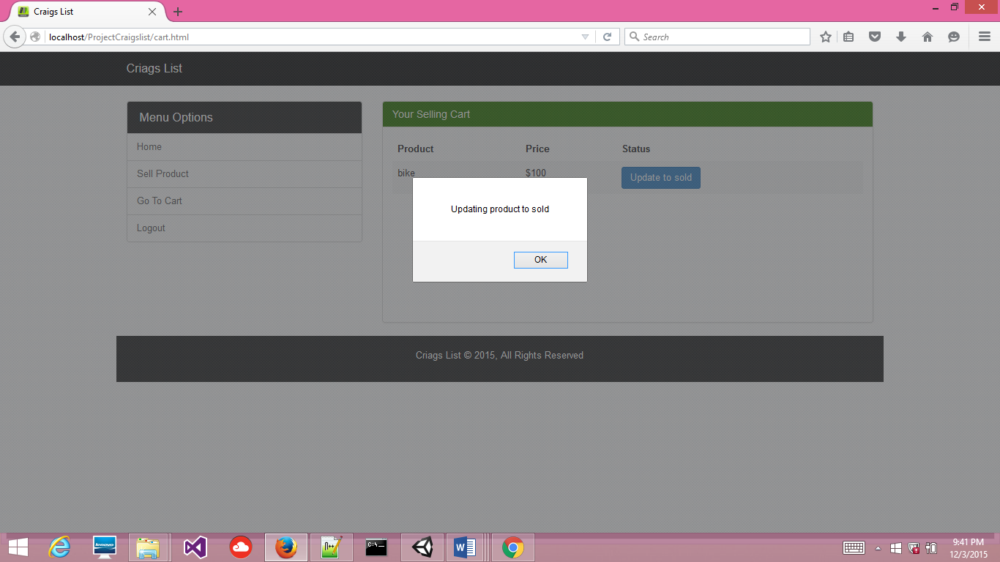 Craigs List
localhost/ProjectCraigslist/cart.html
Search
Criags List
Menu Options
Home
Sell Product
Go To Cart
Logout
Your Selling Cart
Product Price Status
bike $100 Update to sold
Updating product to sold
OK
Criags List © 2015, All Rights Reserved
lenovo
N++
C:\-
W
9:41 PM
12/3/2015